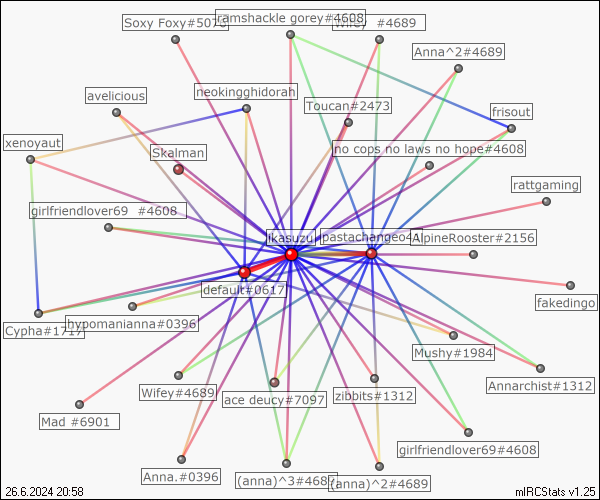 Soxy Foxy#5076
ramshackle gorey#4608
Wifey #4689
Anna^2#4689
avelicious
neokingghidorah
Toucan#2473
frisout
xenoyaut
Skalman
no cops no laws no hope#4608
rattgaming
girlfriendlover69 #4608
ikasuzu
pastachangeo4
AlpineRooster#2156
default#0617
fakedingo
Cypha#1717
hypomanianna#0396
Mushy#1984
Annarchist#1312
Wifey#4689
ace deucy#7097
zibbits#1312
Mad #6901
girlfriendlover69#4608
Anna.#0396
(anna)^3#468
(anna)^2#4689
26.6.2024 20:58
mIRCStats v1.25